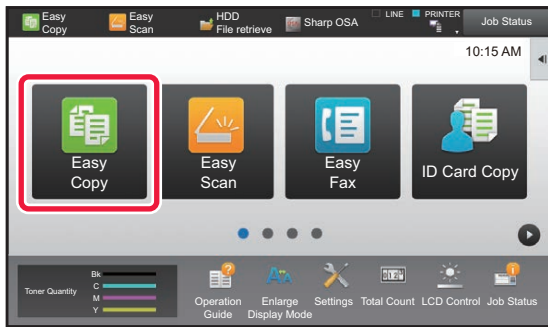 Easy
Copy
Easy
Scan
HDD
File retrieve
Sharp OSA
LINE
PRINTER
Job Status
10:15 AM
Easy
Copy
Easy
Scan
Easy
Fax
ID Card Copy
Toner Quantity
Bk
C
M
Y
Operation
Guide
Enlarge
Display Mode
Settings
Total Count
LCD Control
Job Status